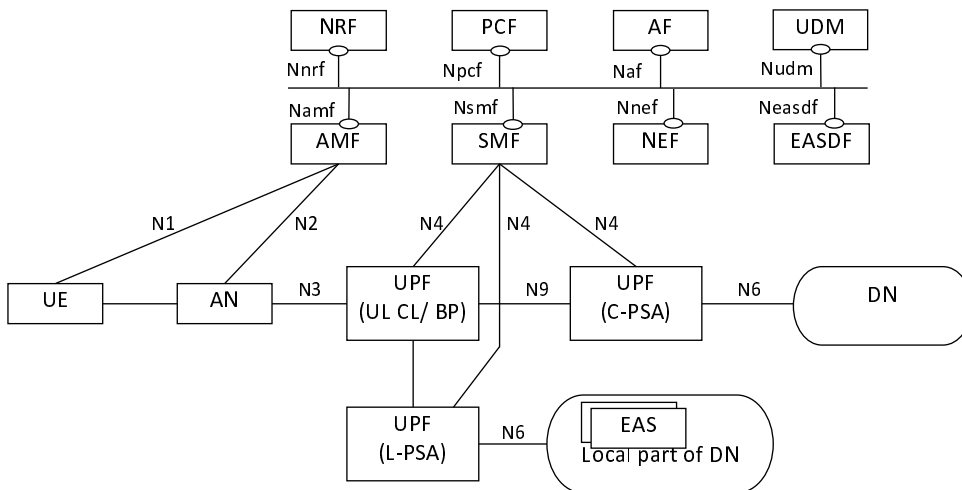 NRF
PCF
AF
UDM
Nnrf
Npcf
Naf
Nudm
Namf
Nsmf
Nnef
Neasdf
AMF
SMF
NEF
EASDF
N1
N2
N4
N4
N4
UE
AN
N3
UPF
(UL CL/ BP)
N9
UPF
(C-PSA)
N6
DN
UPF
(L-PSA)
N6
EAS
Local part of DN